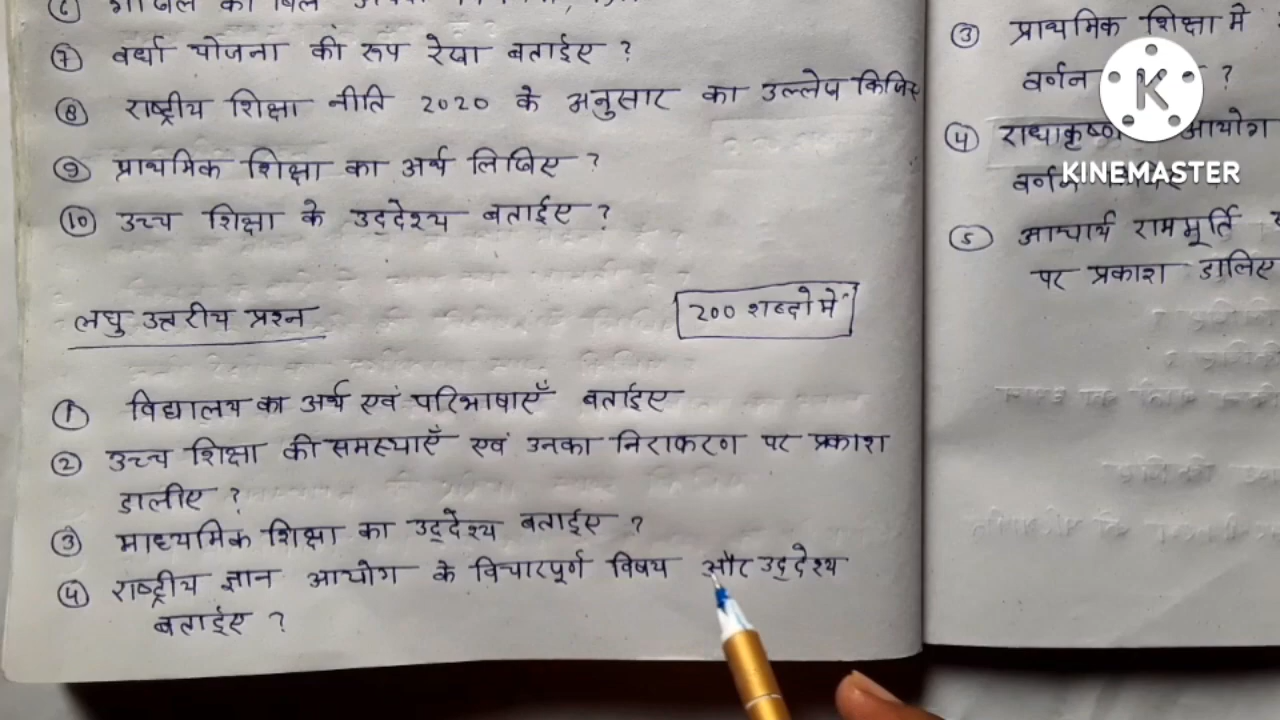 ⑦ वर्धा योजना की रूप रेखा बताईए ?
⑧ राष्ट्रीय शिक्षा नीति 2020 के अनुसार का उल्लेख किजिए
⑨ प्राथमिक शिक्षा का अर्थ लिखिए ?
⑩ उच्च शिक्षा के उद्देश्य बताईए ?
लघु उत्तरीय प्रश्न
200 शब्दो में
① विद्यालय का अर्थ एवं परिभाषाएँ बताईए
② उच्च शिक्षा की समस्याएँ एवं उनका निराकरण पर प्रकाश
डालीए ?
③ माध्यमिक शिक्षा का उद्देश्य बताईए ?
④ राष्ट्रीय ज्ञान आयोग के विचारपूर्ण विषय और उद्देश्य
बताईए ?
③ प्राथमिक शिक्षा मे
वर्णन ?
④ राधाकृष्ण आयोग
वर्णन
⑤ आचार्य राममूर्ति
पर प्रकाश डालिए
K
KINEMASTER